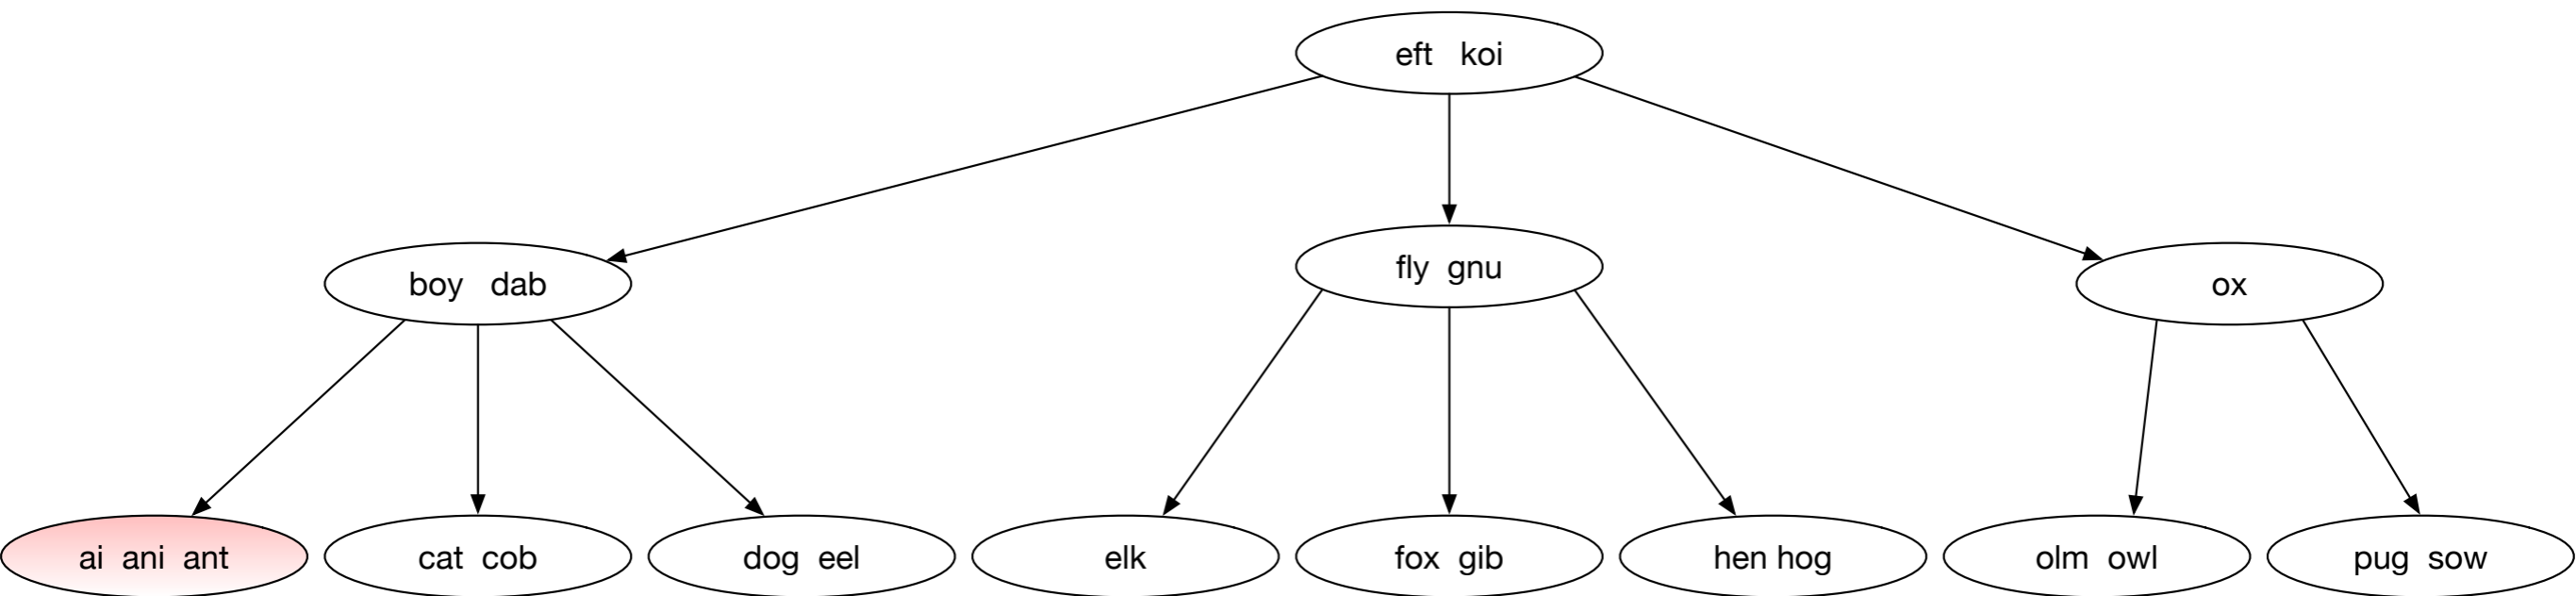 eft koi
boy dab
fly gnu
ox
ai ani ant
cat cob
dog eel
elk
fox gib
hen hog
olm owl
pug sow